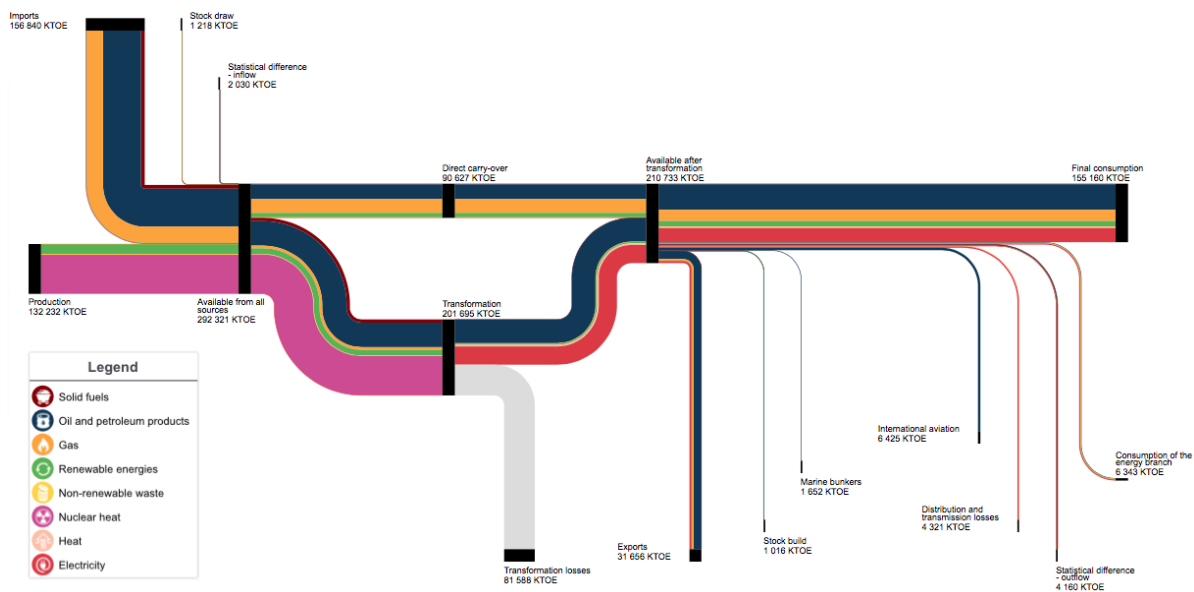 Imports
156 840 KTOE
Stock draw
1 218 KTOE
Statistical difference
- inflow
2 030 KTOE
Direct carry-over
90 627 KTOE
Available after
transformation
210 733 KTOE
Final consumption
155 160 KTOE
Production
132 232 KTOE
Available from all
sources
292 321 KTOE
Transformation
201 695 KTOE
Legend
Solid fuels
Oil and petroleum products
Gas
Renewable energies
Non-renewable waste
Nuclear heat
Heat
Electricity
International aviation
6 425 KTOE
Consumption of the
energy branch
6 343 KTOE
Marine bunkers
1 652 KTOE
Distribution and
transmission losses
4 321 KTOE
Stock build
1 016 KTOE
Exports
31 656 KTOE
Transformation losses
81 588 KTOE
Statistical difference
- outflow
4 160 KTOE